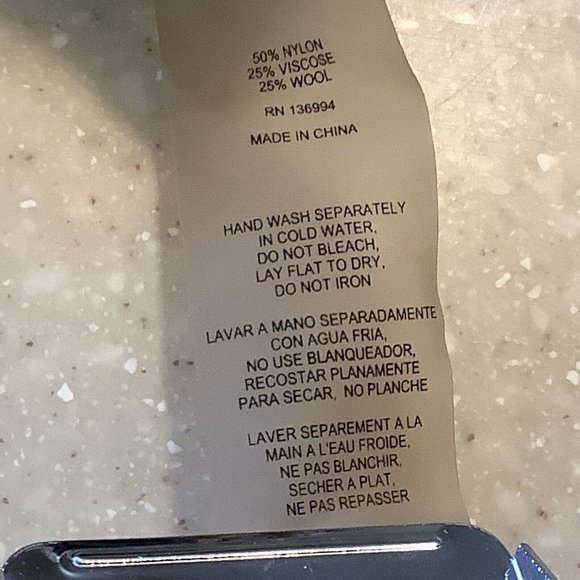 50% NYLON
25% VISCOSE
25% WOOL
RN 136994
MADE IN CHINA
HAND WASH SEPARATELY
IN COLD WATER,
DO NOT BLEACH,
LAY FLAT TO DRY,
DO NOT IRON
LAVAR A MANO SEPARADAMENTE
CON AGUA FRIA,
NO USE BLANQUEADOR,
RECOSTAR PLANAMENTE
PARA SECAR, NO PLANCHE
LAVER SEPAREMENT A LA
MAIN A L'EAU FROIDE,
NE PAS BLANCHIR,
SECHER A PLAT,
NE PAS REPASSER